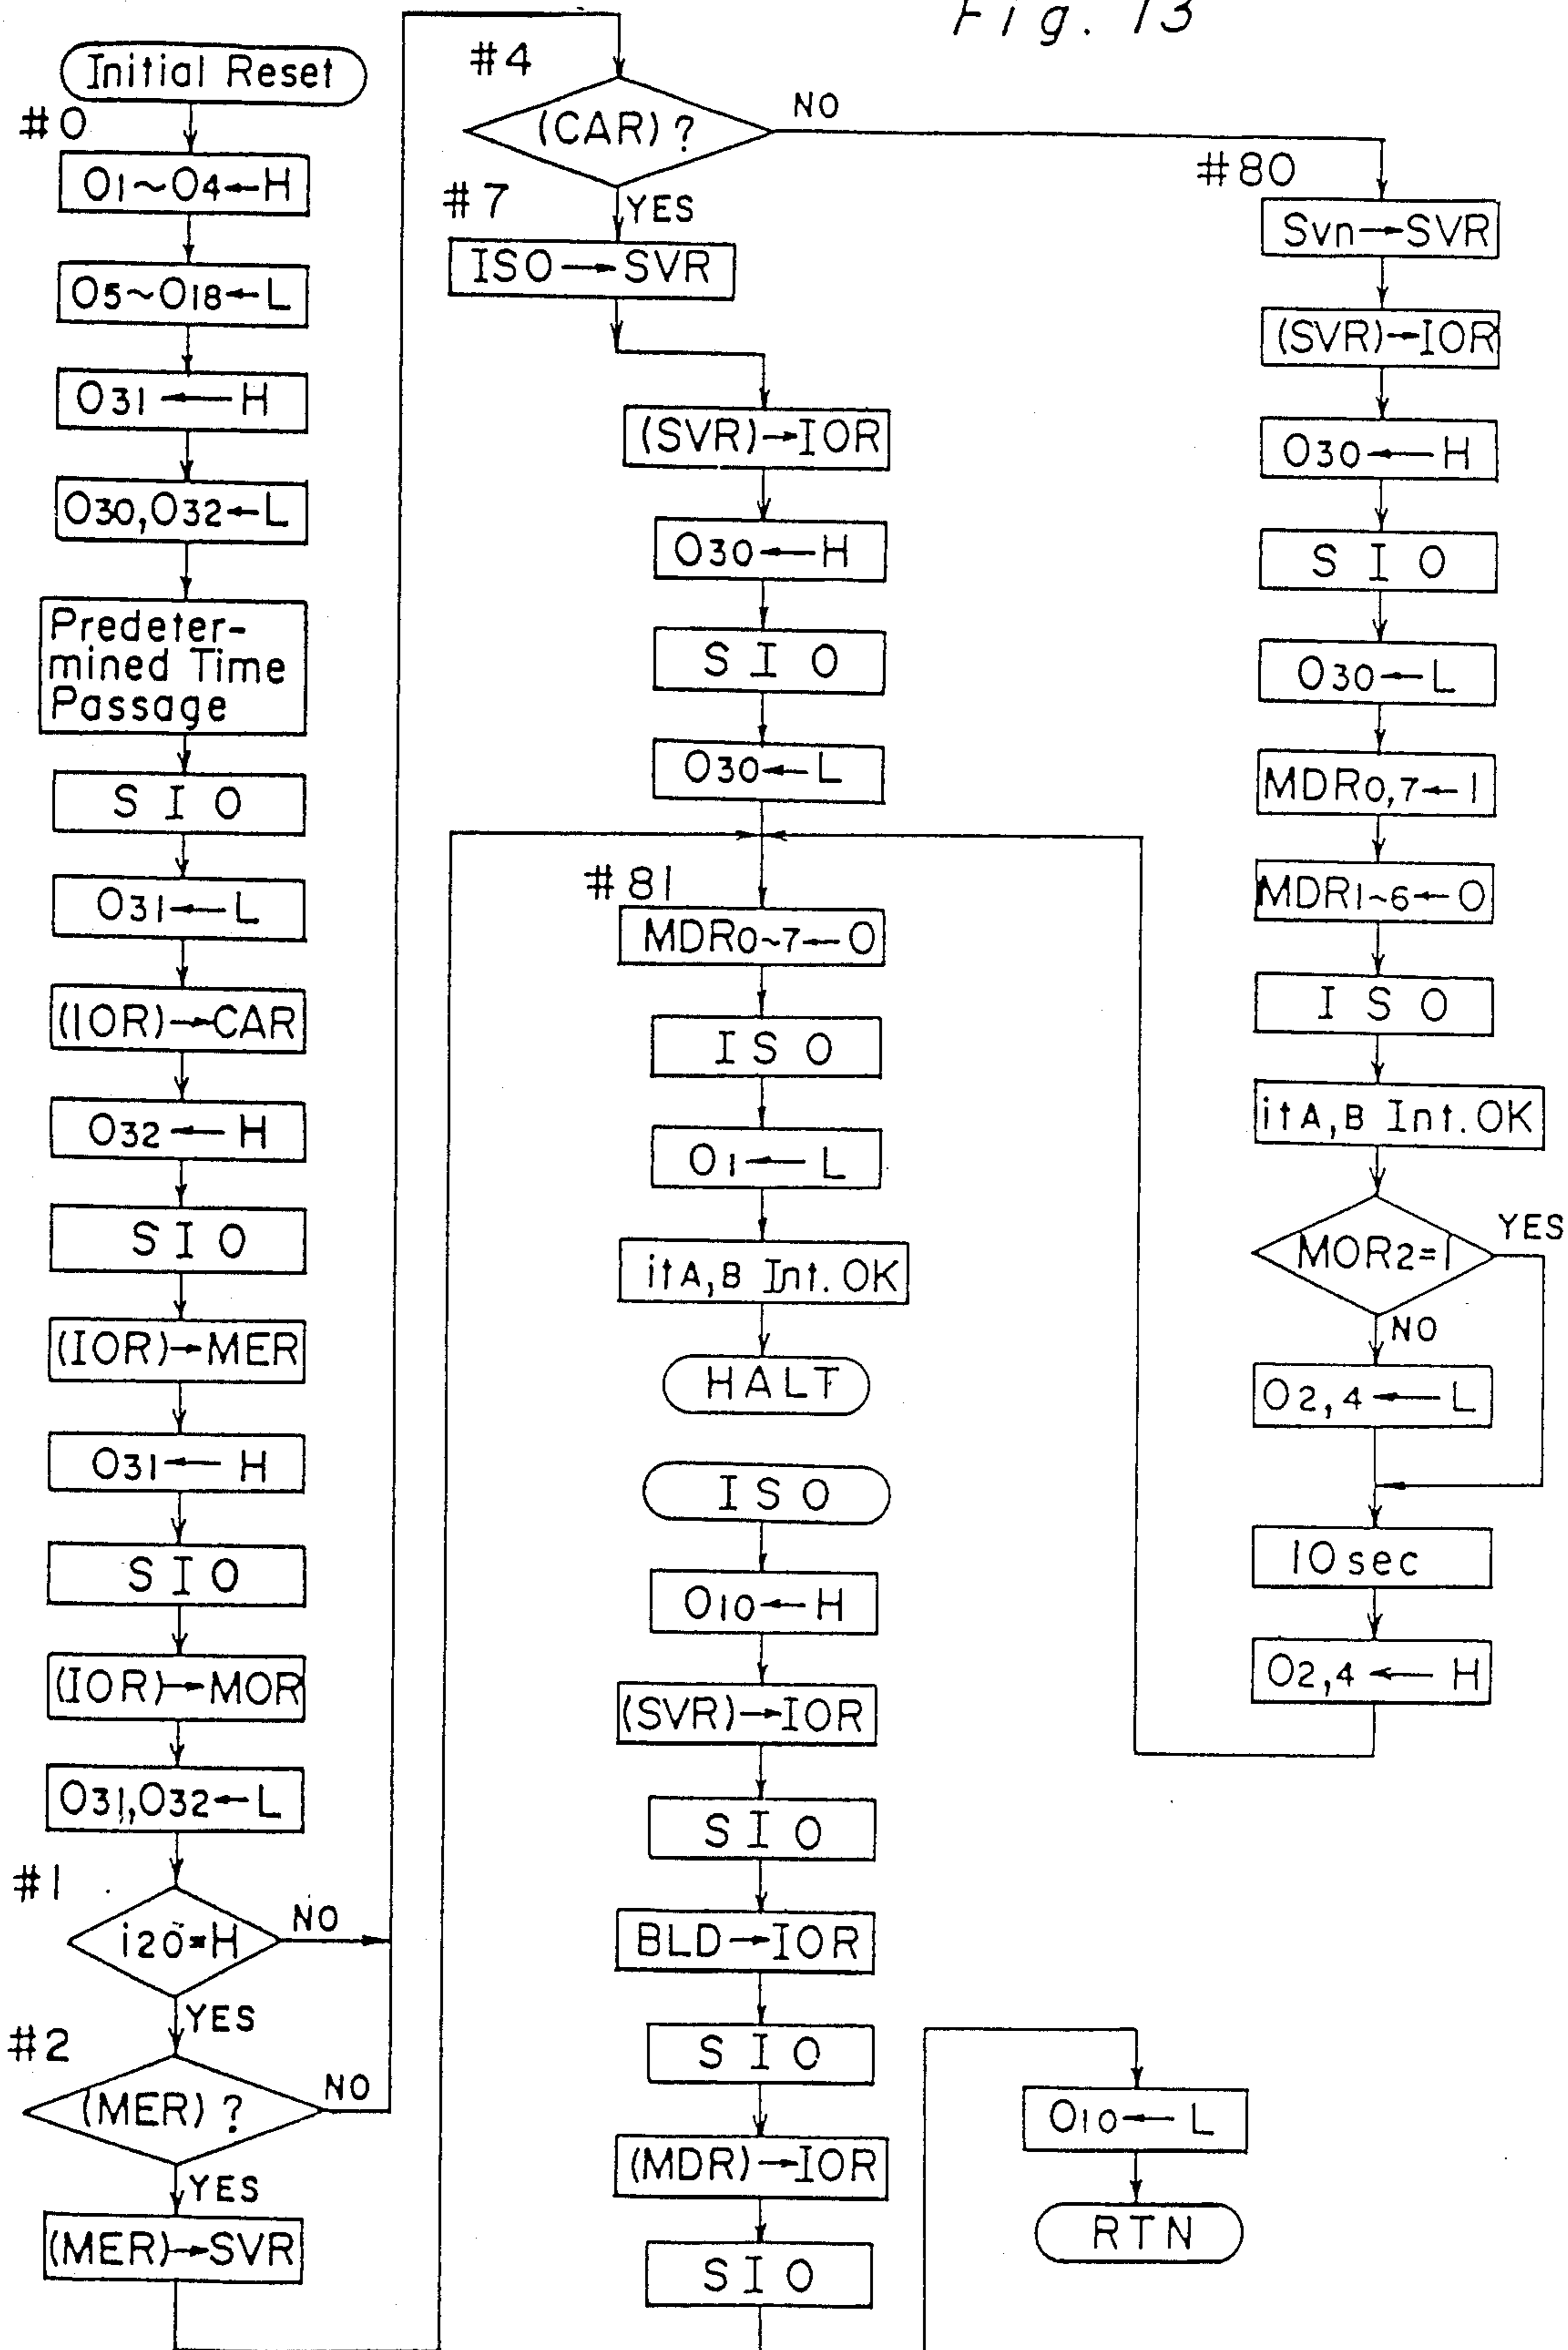 Fig. 13
Initial Reset
#0
O1~O4←H
O5~O18←L
O31←H
O30,O32←L
Predeter-
mined Time
Passage
SIO
O31←L
(IOR)→CAR
O32←H
SIO
(IOR)→MER
O31←H
SIO
(IOR)→MOR
O31,O32←L
#1
i20=H
NO
YES
#2
(MER)?
NO
YES
(MER)→SVR
#4
(CAR)?
NO
#7
YES
ISO→SVR
(SVR)→IOR
O30←H
SIO
O30←L
#81
MDR0~7←0
ISO
O1←L
itA,B Int.OK
HALT
ISO
O10←H
(SVR)→IOR
SIO
BLD→IOR
SIO
(MDR)→IOR
SIO
O10←L
RTN
#80
Svn→SVR
(SVR)→IOR
O30←H
SIO
O30←L
MDR0,7←1
MDR1~6←0
ISO
itA,B Int.OK
MOR2=1
YES
NO
O2,4←L
10sec
O2,4←H